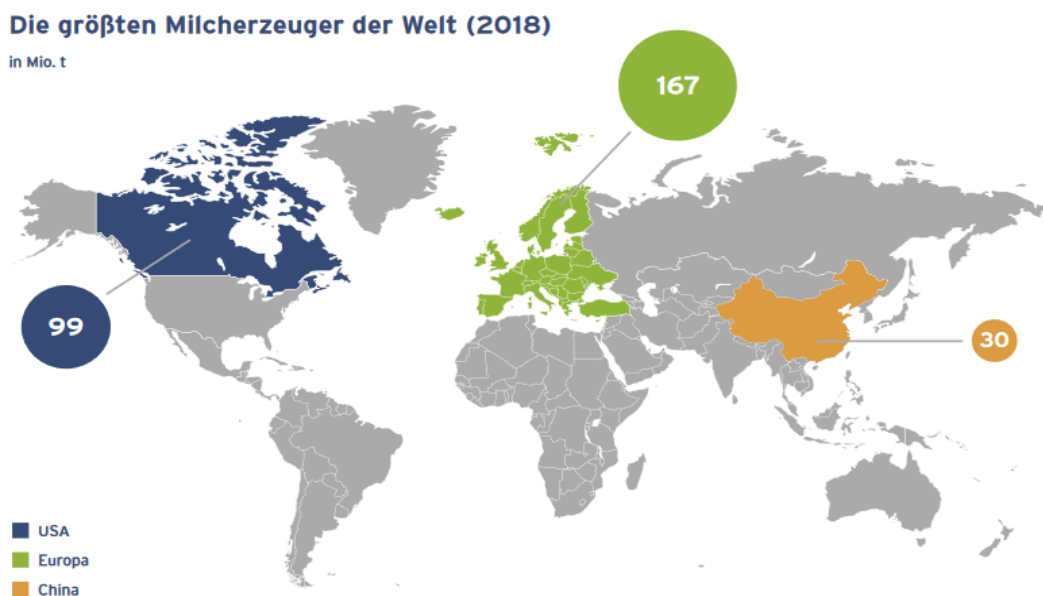 Die größten Milcherzeuger der Welt (2018)
in Mio. t
167
99
30
USA
Europa
China